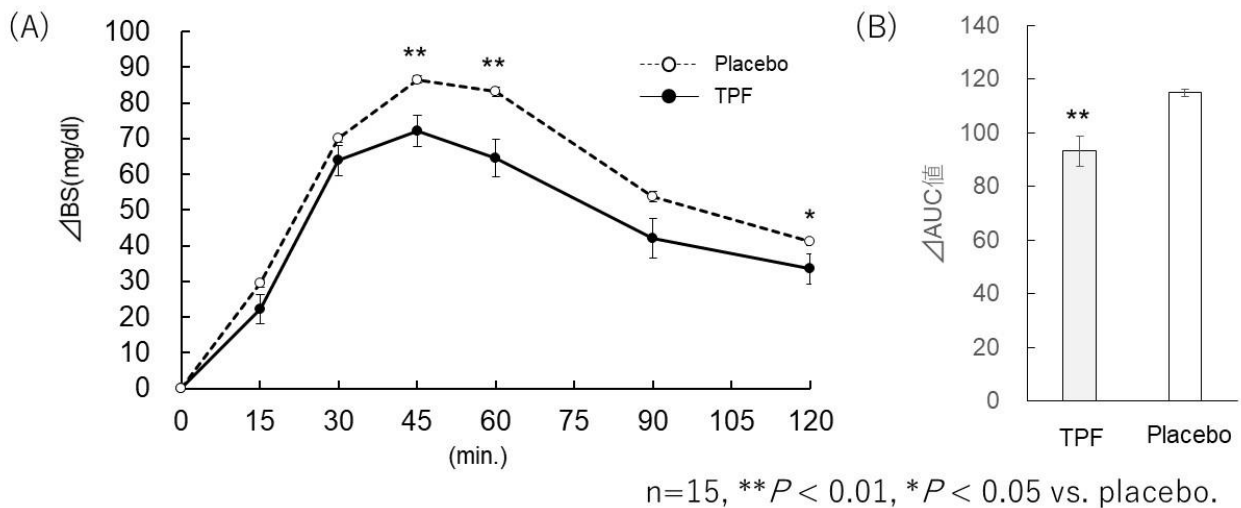 (A)
100
90
80
70
60
50
40
30
20
10
0
⊿BS(mg/dl)
** ** *
Placebo
TPF
0 15 30 45 60 75 90 105 120
(min.)
(B)
140
120
100
80
60
40
20
0
⊿AUC値
**
TPF Placebo
n=15, **P < 0.01, *P < 0.05 vs. placebo.